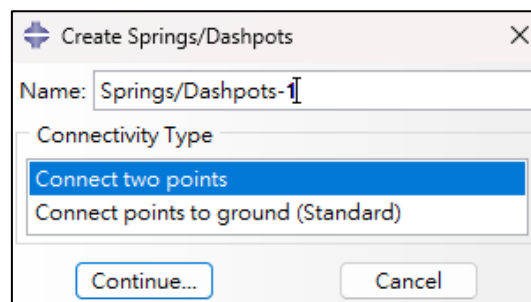 Create Springs/Dashpots
Name: Springs/Dashpots-1
Connectivity Type
Connect two points
Connect points to ground (Standard)
Continue... Cancel